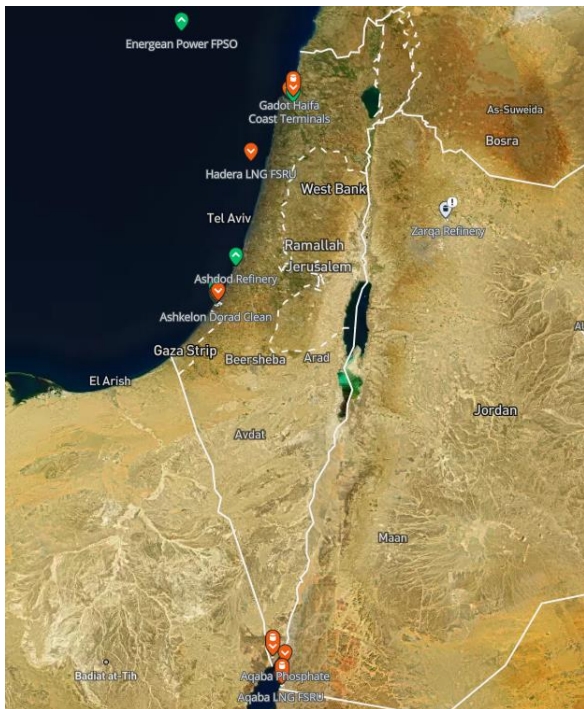 Energean Power FPSO
Gadot Haifa
Coast Terminals
As-Suweida
Bosra
Hadera LNG FSRU
West Bank
Tel Aviv
Zarqa Refinery
Ramallah
Jerusalem
Ashdod Refinery
Ashkelon Dorad Clean
Al
Gaza Strip
Beersheba
Arad
El Arish
Jordan
Avdat
Maan
Badiat at-Tih
Aqaba Phosphate
Aqaba LNG FSRU